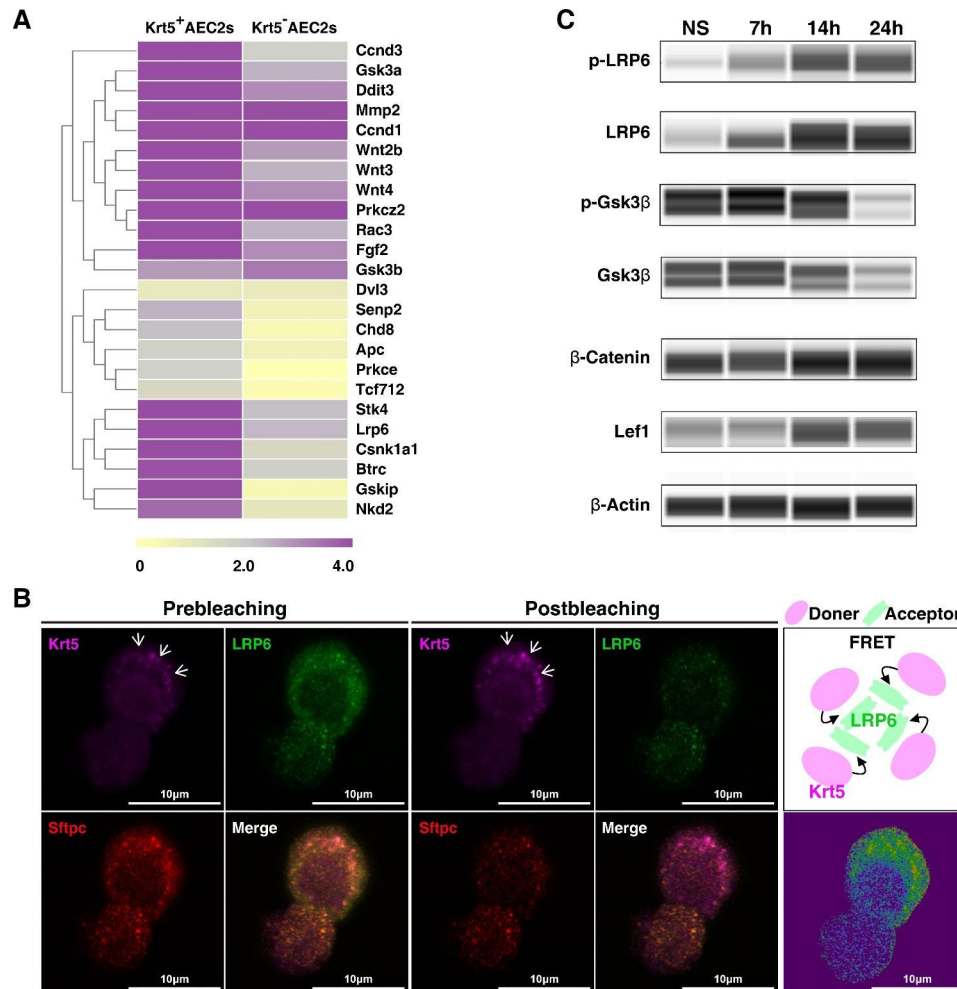 A
Krt5+AEC2s Krt5-AEC2s
Ccnd3
Gsk3a
Ddit3
Mmp2
Ccnd1
Wnt2b
Wnt3
Wnt4
Prkcz2
Rac3
Fgf2
Gsk3b
Dvl3
Senp2
Chd8
Apc
Prkce
Tcf712
Stk4
Lrp6
Csnk1a1
Btrc
Gskip
Nkd2
0 2.0 4.0
C
NS 7h 14h 24h
p-LRP6
LRP6
p-Gsk3β
Gsk3β
β-Catenin
Lef1
β-Actin
B
Prebleaching Postbleaching
Doner Acceptor
Krt5 LRP6 Krt5 LRP6 FRET
LRP6
Krt5
10μm 10μm 10μm 10μm
Sftpc Merge Sftpc Merge
10μm 10μm 10μm 10μm 10μm